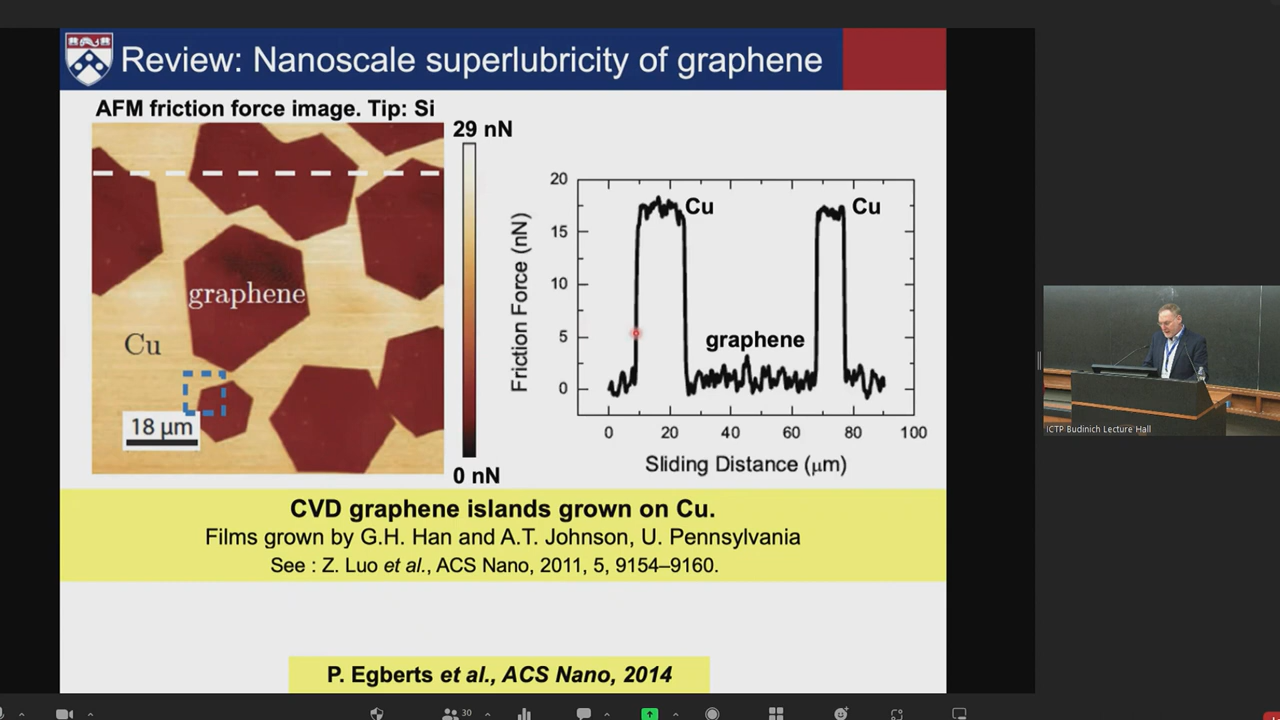 Review: Nanoscale superlubricity of graphene
AFM friction force image. Tip: Si
29 nN
graphene
Cu
18 μm
0 nN
20
15
10
5
0
Friction Force (nN)
Cu
Cu
graphene
0
20
40
60
80
100
Sliding Distance (μm)
CVD graphene islands grown on Cu.
Films grown by G.H. Han and A.T. Johnson, U. Pennsylvania
See : Z. Luo et al., ACS Nano, 2011, 5, 9154–9160.
P. Egberts et al., ACS Nano, 2014
ICTP Budinich Lecture Hall
30